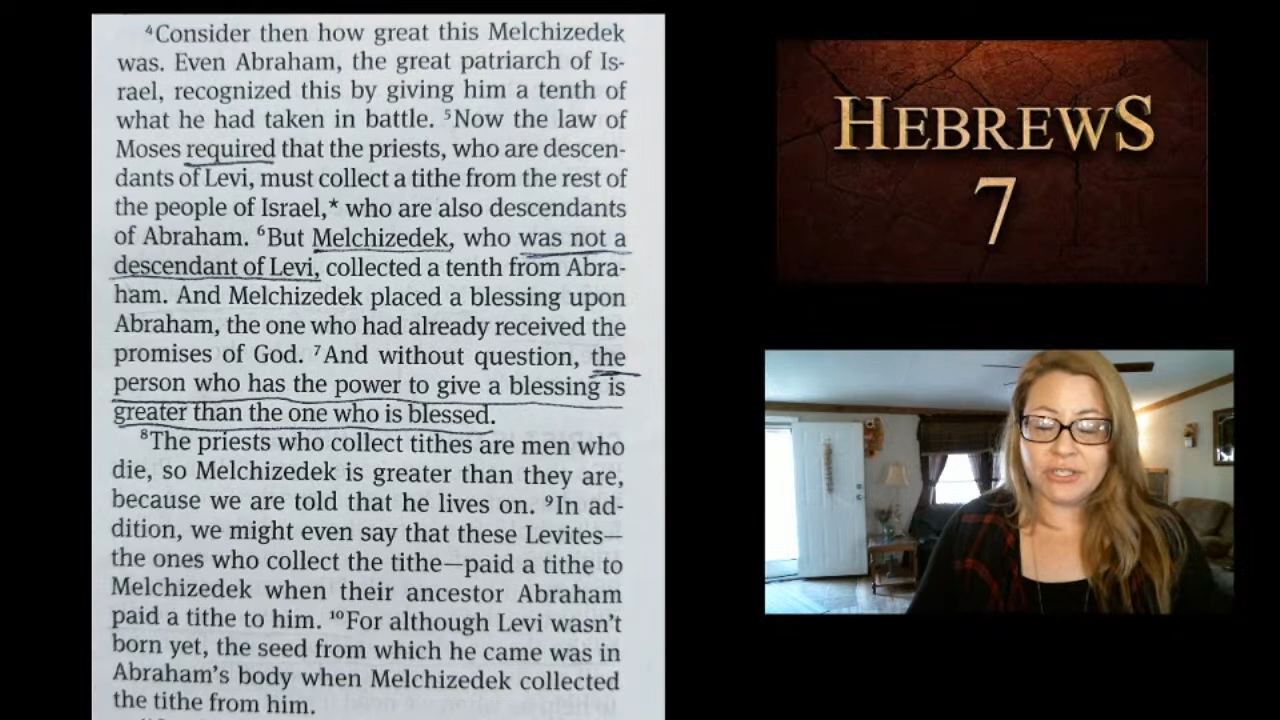 ⁴Consider then how great this Melchizedek
was. Even Abraham, the great patriarch of Is-
rael, recognized this by giving him a tenth of
what he had taken in battle. ⁵Now the law of
Moses required that the priests, who are descen-
dants of Levi, must collect a tithe from the rest of
the people of Israel,* who are also descendants
of Abraham. ⁶But Melchizedek, who was not a
descendant of Levi, collected a tenth from Abra-
ham. And Melchizedek placed a blessing upon
Abraham, the one who had already received the
promises of God. ⁷And without question, the
person who has the power to give a blessing is
greater than the one who is blessed.
⁸The priests who collect tithes are men who
die, so Melchizedek is greater than they are,
because we are told that he lives on. ⁹In ad-
dition, we might even say that these Levites—
the ones who collect the tithe—paid a tithe to
Melchizedek when their ancestor Abraham
paid a tithe to him. ¹⁰For although Levi wasn't
born yet, the seed from which he came was in
Abraham's body when Melchizedek collected
the tithe from him.
HEBREWS
7